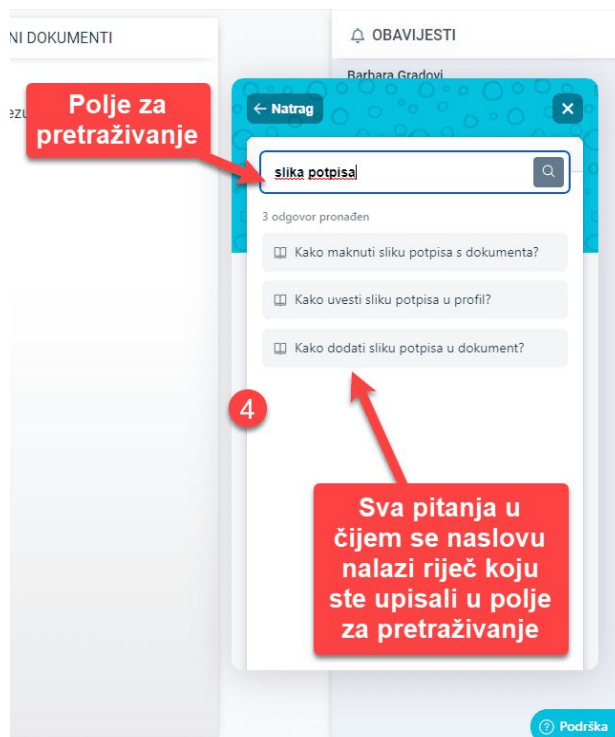 NI DOKUMENTI
OBAVIJESTI
Barbara Gradovi
Polje za
pretraživanje
← Natrag
slika potpisa
3 odgovor pronađen
Kako maknuti sliku potpisa s dokumenta?
Kako uvesti sliku potpisa u profil?
Kako dodati sliku potpisa u dokument?
4
Sva pitanja u
čijem se naslovu
nalazi riječ koju
ste upisali u polje
za pretraživanje
Podrška